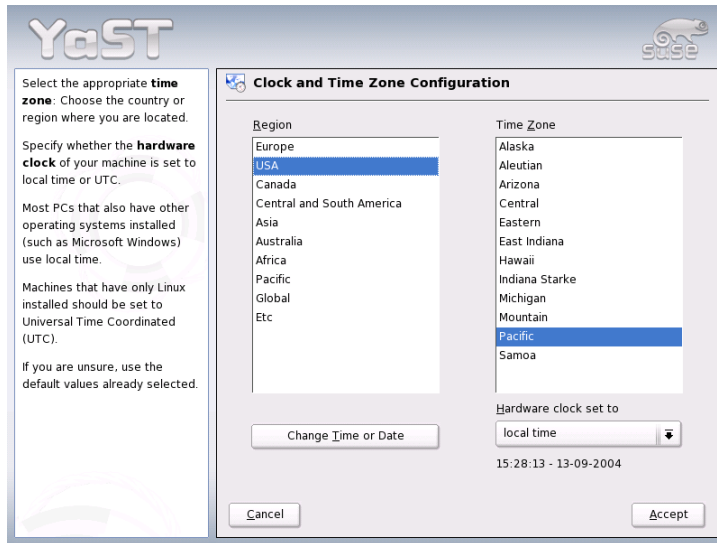 YaST
SUSE
Select the appropriate time
zone: Choose the country or
region where you are located.
Specify whether the hardware
clock of your machine is set to
local time or UTC.
Most PCs that also have other
operating systems installed
(such as Microsoft Windows)
use local time.
Machines that have only Linux
installed should be set to
Universal Time Coordinated
(UTC).
If you are unsure, use the
default values already selected.
Clock and Time Zone Configuration
Region
Europe
USA
Canada
Central and South America
Asia
Australia
Africa
Pacific
Global
Etc
Change Time or Date
Time Zone
Alaska
Aleutian
Arizona
Central
Eastern
East Indiana
Hawaii
Indiana Starke
Michigan
Mountain
Pacific
Samoa
Hardware clock set to
local time
15:28:13 - 13-09-2004
Cancel
Accept